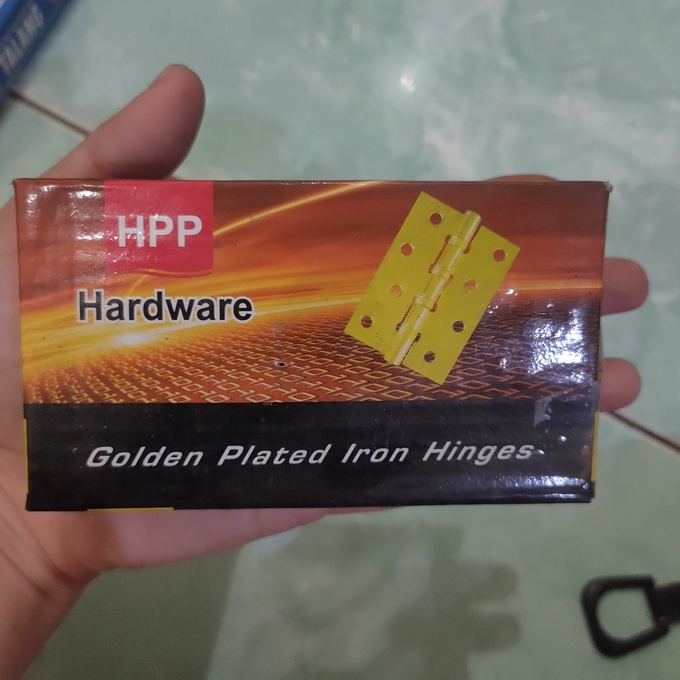 HPP
Hardware
Golden Plated Iron Hinges